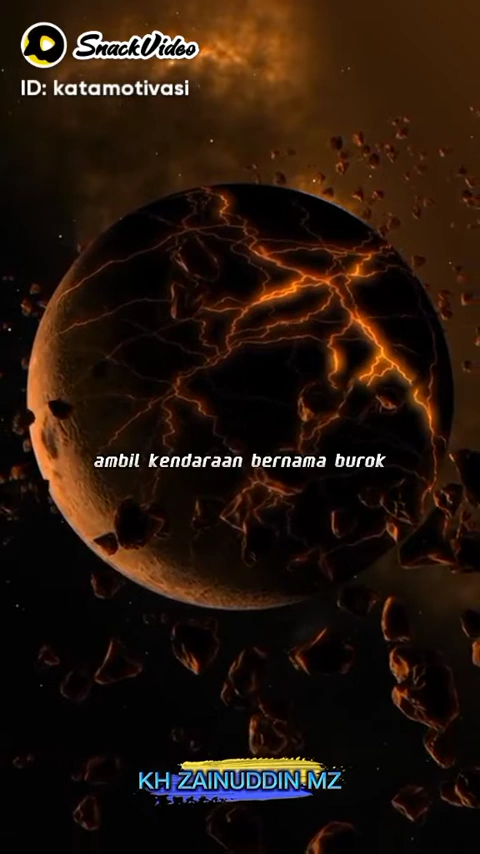 SnackVideo
ID: katamotivasi
ambil kendaraan bernama burok
KH ZAINUDDIN MZ